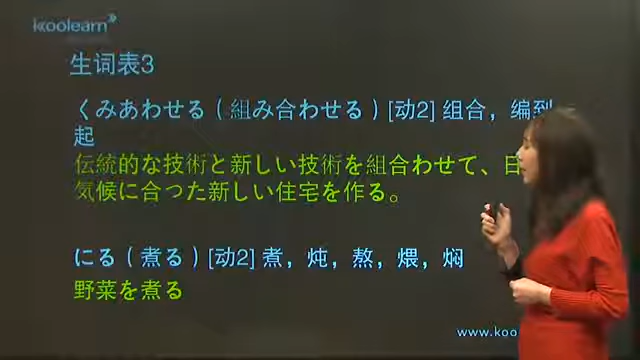 koolearn
生词表3
くみあわせる（組み合わせる）[动2] 组合，编到
起
伝統的な技術と新しい技術を組合わせて、日
気候に合つた新しい住宅を作る。
にる（煮る）[动2] 煮，炖，熬，煨，焖
野菜を煮る
www.koo